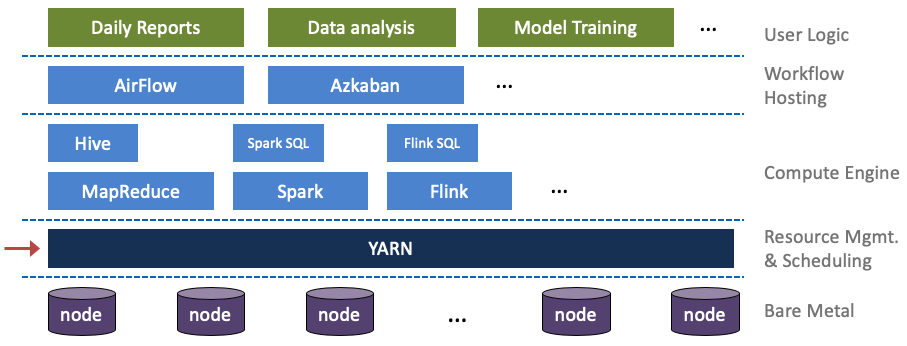 Daily Reports
Data analysis
Model Training
...
User Logic
AirFlow
Azkaban
...
Workflow
Hosting
Hive
Spark SQL
Flink SQL
MapReduce
Spark
Flink
...
Compute Engine
YARN
Resource Mgmt.
& Scheduling
node
node
node
...
node
node
Bare Metal